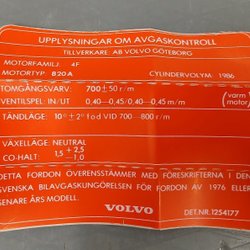 UPPLYSNINGAR OM AVGASKONTROLL
TILLVERKARE: AB VOLVO GÖTEBORG
MOTORFAMILJ. 4F
MOTORTYP: B20A CYLINDERVOLYM: 1986
TOMGÅNGSVARV: 700±50 r/m
VENTILSPEL: IN/UT 0,40—0,45/0,40—0,45 m/m (varm motor)
TÄNDLÄGE: 10°±2° f öd VID 700—800 r/m
VÄXELLÄGE: NEUTRAL
CO-HALT: 1,5 +2,5 1,0
DETTA FORDON ÖVERENSSTÄMMER MED FÖRESKRIFTERNA I
SVENSKA BILAVGASKUNGÖRELSEN FÖR FORDON AV 1976 ELLER
SENARE ÅRS MODELL.
VOLVO DET.NR.1254177